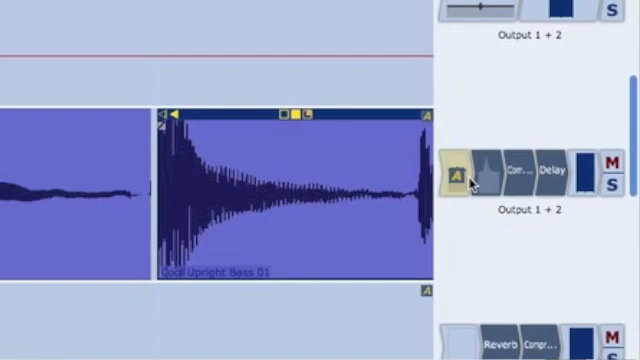 S
Output 1 + 2
A
A Com... Delay M
S
Output 1 + 2
Cool Upright Bass 01
A
Reverb Compr... M
S